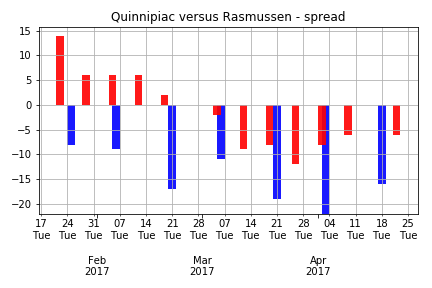 Quinnipiac versus Rasmussen - spread
15
10
5
0
−5
−10
−15
−20
17 24 31 07 14 21 28 07 14 21 28 04 11 18 25
Tue Tue Tue Tue Tue Tue Tue Tue Tue Tue Tue Tue Tue Tue Tue
Feb Mar Apr
2017 2017 2017